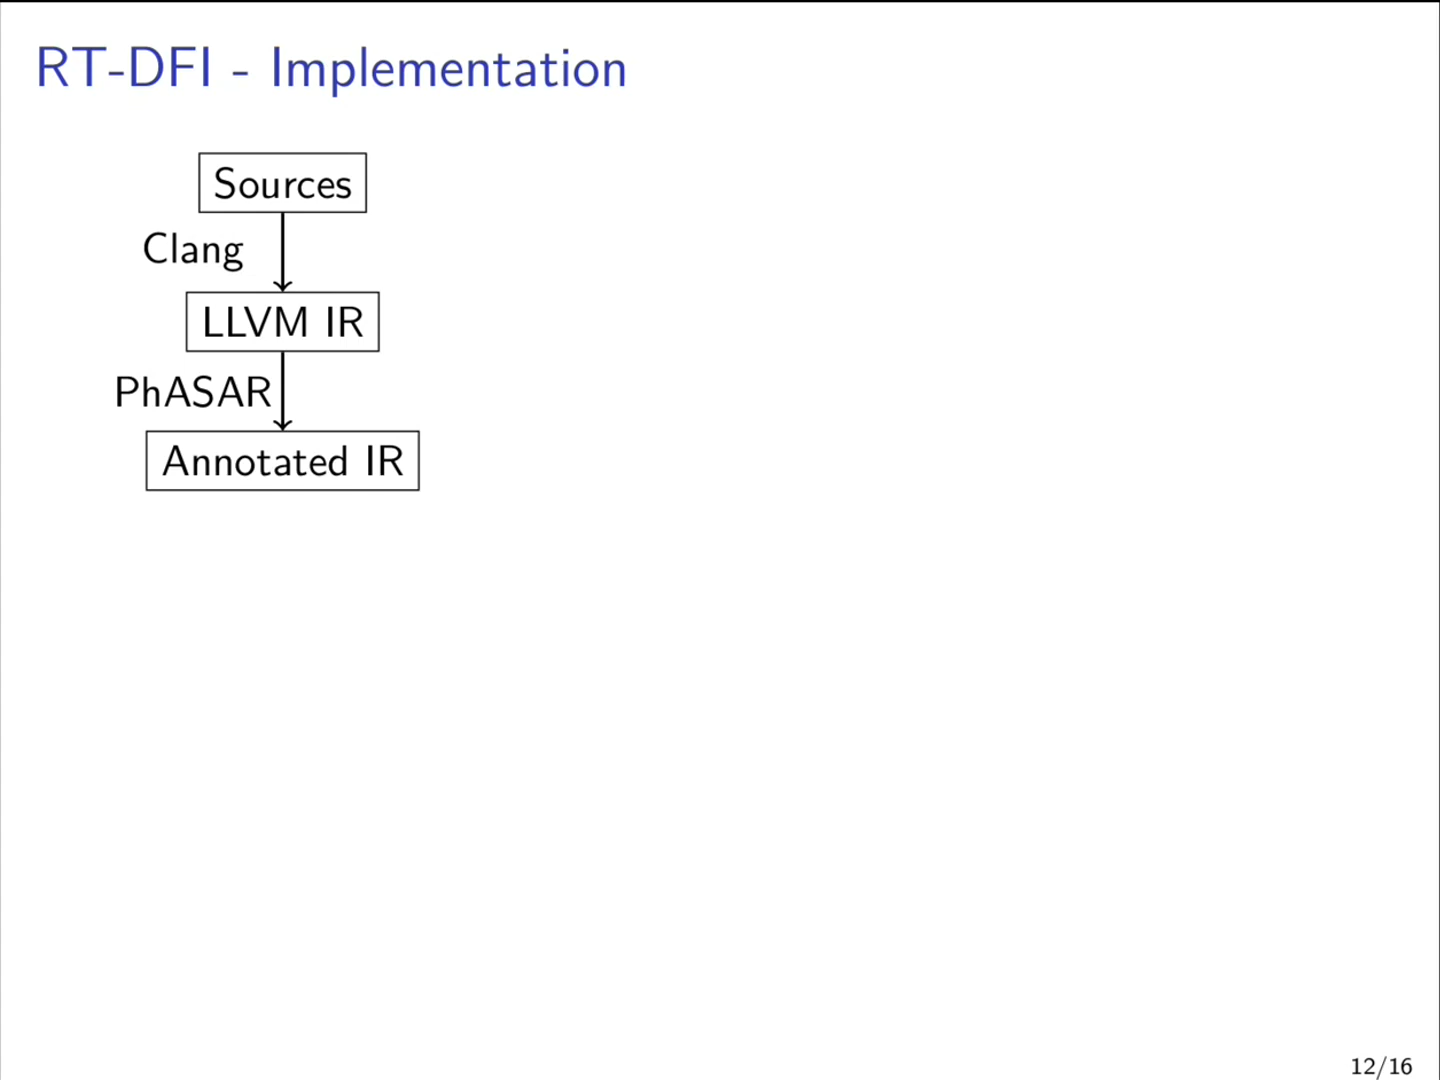 RT-DFI - Implementation
Sources
Clang
LLVM IR
PhASAR
Annotated IR
12/16